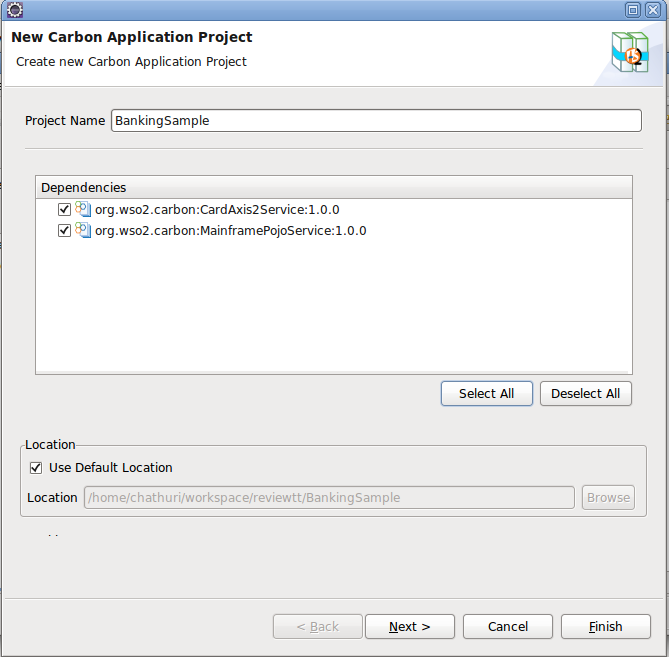 New Carbon Application Project
Create new Carbon Application Project
Project Name BankingSample
Dependencies
org.wso2.carbon:CardAxis2Service:1.0.0
org.wso2.carbon:MainframePojoService:1.0.0
Select All Deselect All
Location
Use Default Location
Location /home/chathuri/workspace/reviewtt/BankingSample Browse
< Back Next > Cancel Finish